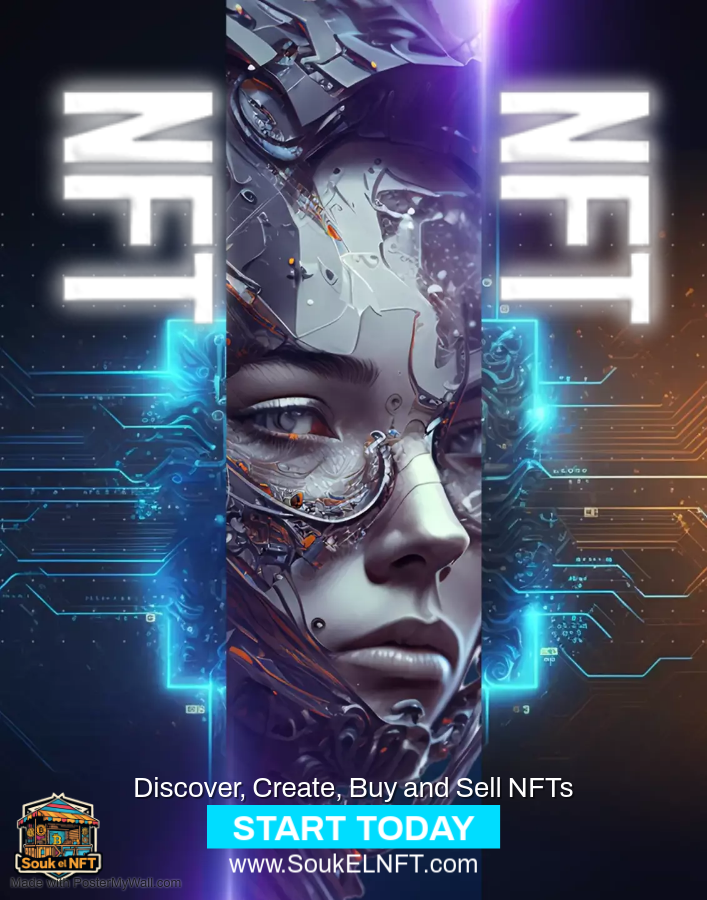 NFT
NFT
Discover, Create, Buy and Sell NFTs
START TODAY
www.SoukELNFT.com
Souk el NFT
Made with PosterMyWall.com